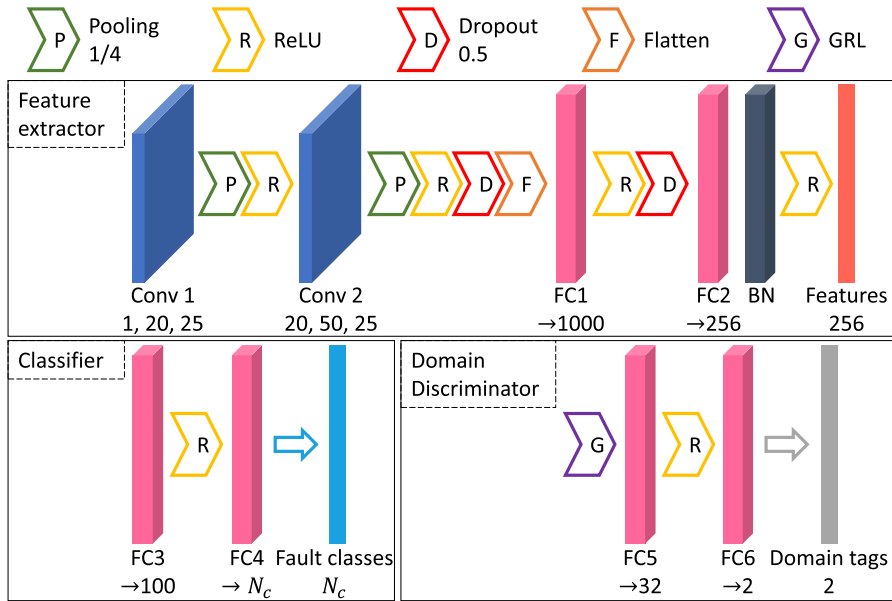 P Pooling 1/4
R ReLU
D Dropout 0.5
F Flatten
G GRL
Feature extractor
P R P R D F R D R
Conv 1 Conv 2 FC1 FC2 BN Features
1, 20, 25 20, 50, 25 →1000 →256 256
Classifier
R
FC3 FC4 Fault classes
→100 → N_c N_c
Domain Discriminator
G R
FC5 FC6 Domain tags
→32 →2 2